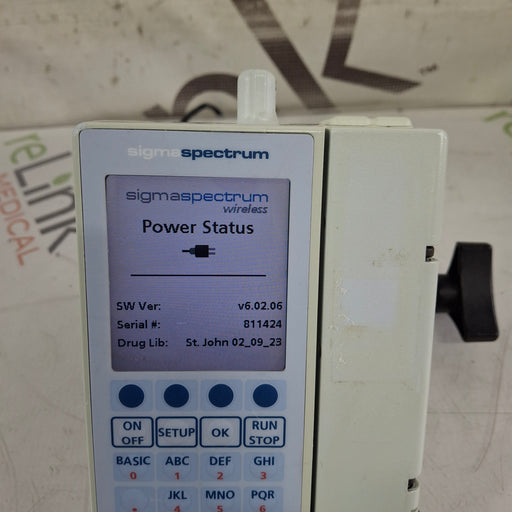 sigmaspectrum
sigmaspectrum
wireless
Power Status
SW Ver: v6.02.06
Serial #: 811424
Drug Lib: St. John 02_09_23
ON OFF SETUP OK RUN STOP
BASIC ABC DEF GHI
0 1 2 3
JKL MNO PQR
. 4 5 6
reLink
MEDICAL
TM